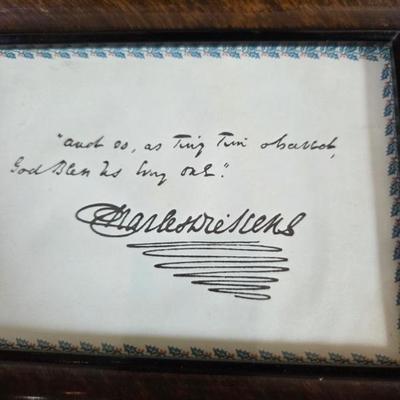 "and so, as Tiny Tim observed,
God Bless Us Every One."
Charles Dickens